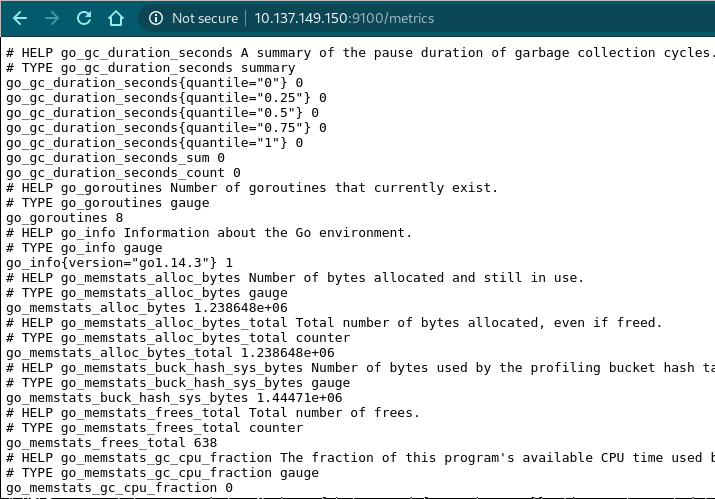 Not secure | 10.137.149.150:9100/metrics
# HELP go_gc_duration_seconds A summary of the pause duration of garbage collection cycles.
# TYPE go_gc_duration_seconds summary
go_gc_duration_seconds{quantile="0"} 0
go_gc_duration_seconds{quantile="0.25"} 0
go_gc_duration_seconds{quantile="0.5"} 0
go_gc_duration_seconds{quantile="0.75"} 0
go_gc_duration_seconds{quantile="1"} 0
go_gc_duration_seconds_sum 0
go_gc_duration_seconds_count 0
# HELP go_goroutines Number of goroutines that currently exist.
# TYPE go_goroutines gauge
go_goroutines 8
# HELP go_info Information about the Go environment.
# TYPE go_info gauge
go_info{version="go1.14.3"} 1
# HELP go_memstats_alloc_bytes Number of bytes allocated and still in use.
# TYPE go_memstats_alloc_bytes gauge
go_memstats_alloc_bytes 1.238648e+06
# HELP go_memstats_alloc_bytes_total Total number of bytes allocated, even if freed.
# TYPE go_memstats_alloc_bytes_total counter
go_memstats_alloc_bytes_total 1.238648e+06
# HELP go_memstats_buck_hash_sys_bytes Number of bytes used by the profiling bucket hash ta
# TYPE go_memstats_buck_hash_sys_bytes gauge
go_memstats_buck_hash_sys_bytes 1.44471e+06
# HELP go_memstats_frees_total Total number of frees.
# TYPE go_memstats_frees_total counter
go_memstats_frees_total 638
# HELP go_memstats_gc_cpu_fraction The fraction of this program's available CPU time used b
# TYPE go_memstats_gc_cpu_fraction gauge
go_memstats_gc_cpu_fraction 0